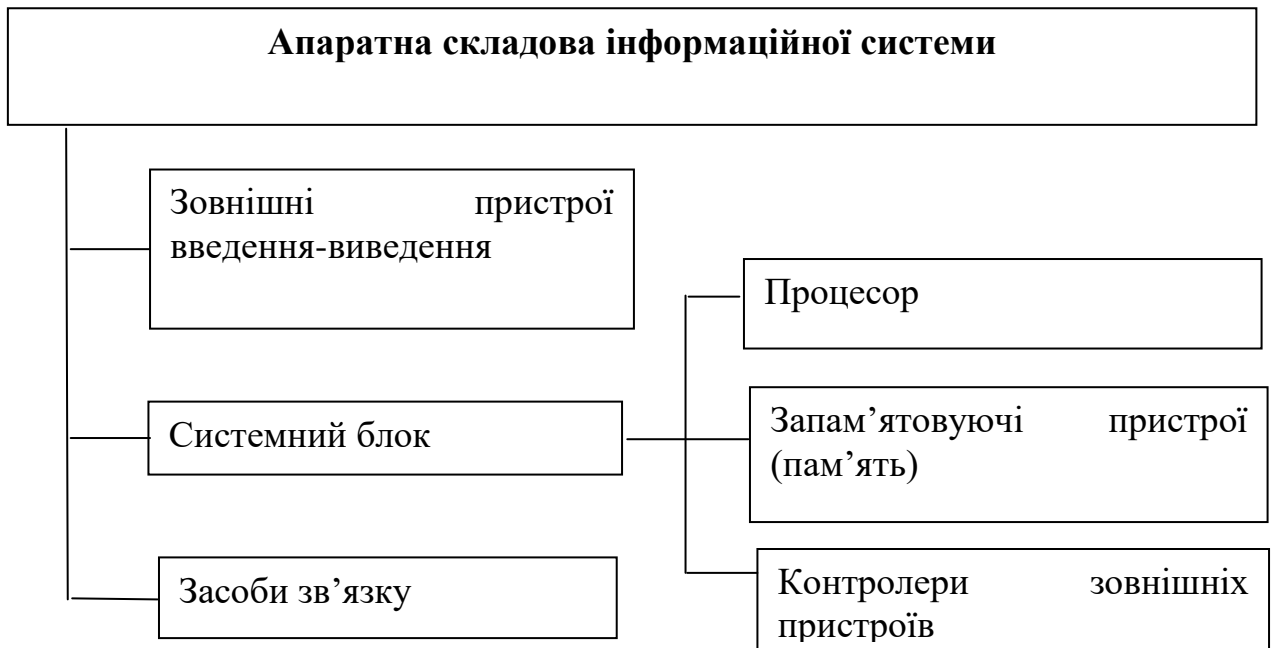 Апаратна складова інформаційної системи
Зовнішні пристрої
введення-виведення
Процесор
Системний блок
Запам’ятовуючі пристрої
(пам’ять)
Засоби зв’язку
Контролери зовнішніх
пристроїв